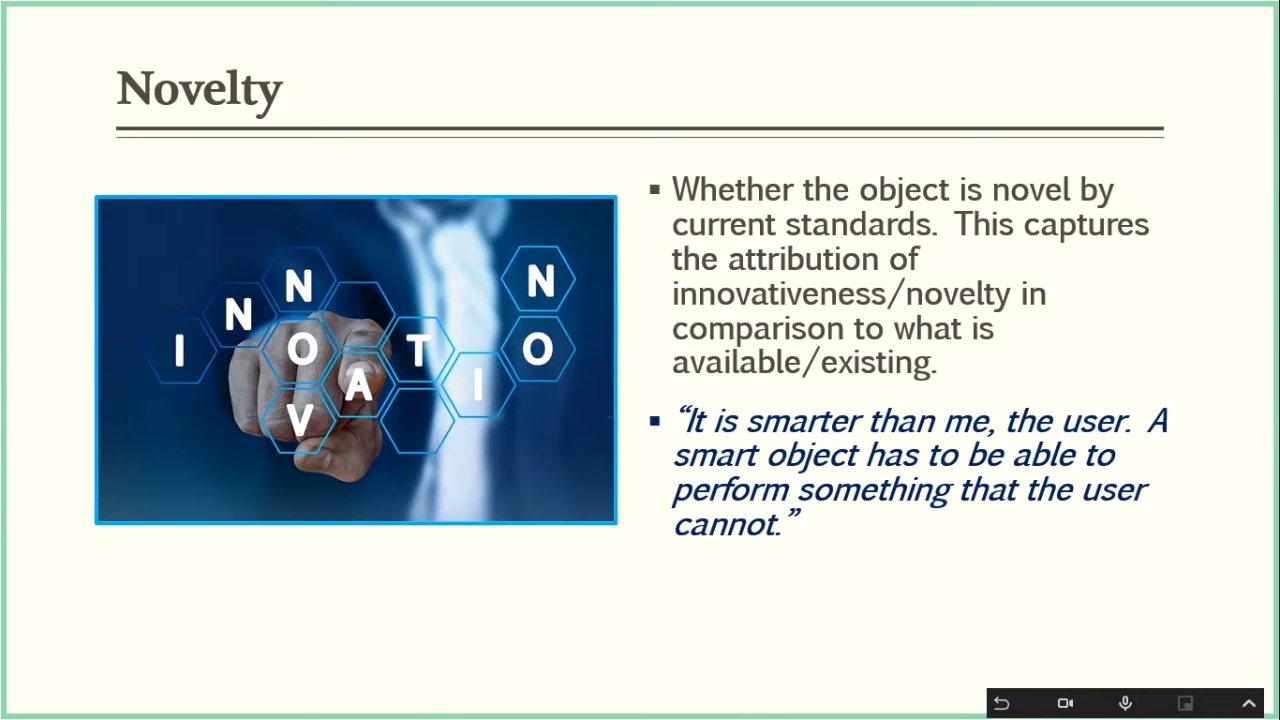 Novelty
INNOVATION
Whether the object is novel by
current standards.  This captures
the attribution of
innovativeness/novelty in
comparison to what is
available/existing.
“It is smarter than me, the user.  A
smart object has to be able to
perform something that the user
cannot.”